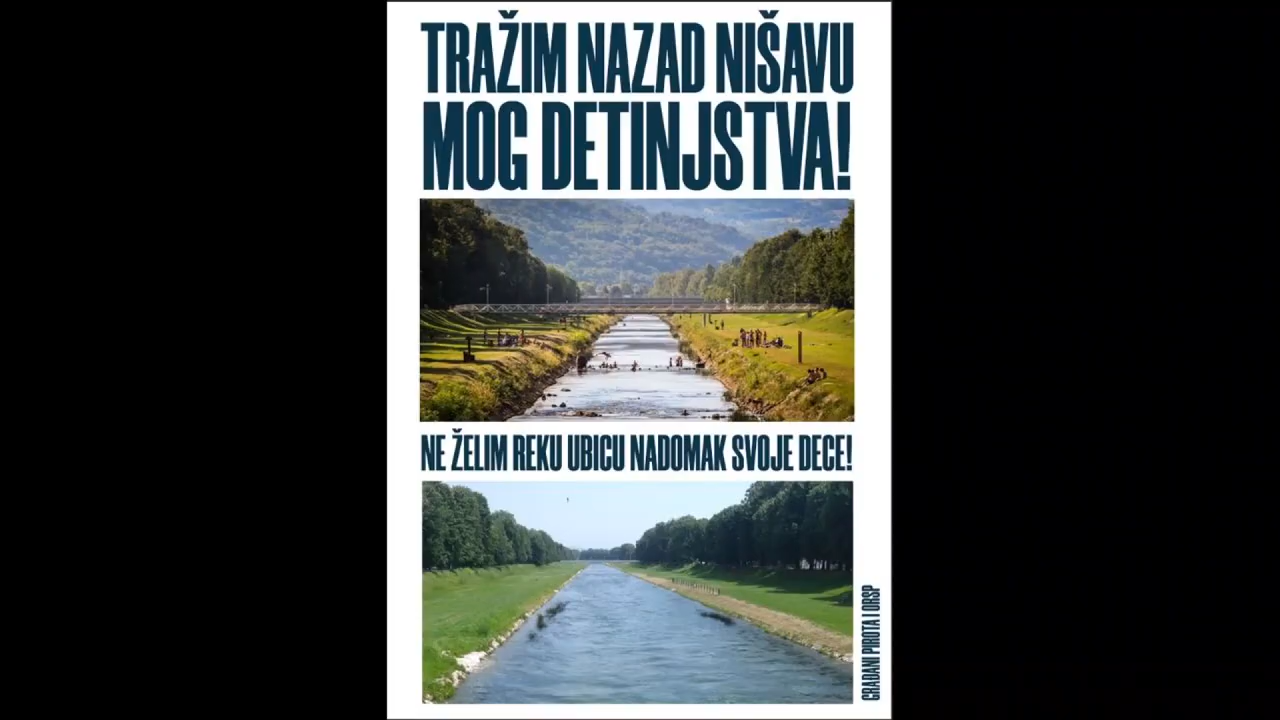 TRAŽIM NAZAD NIŠAVU
MOG DETINJSTVA!
NE ŽELIM REKU UBICU NADOMAK SVOJE DECE!
GRAĐANI PIROTA I ORSP